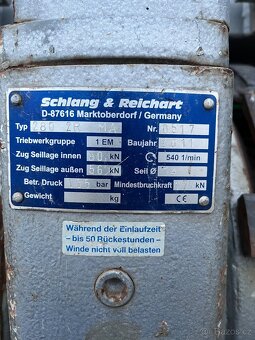 Schlang & Reichart
D-87616 Marktoberdorf / Germany
Typ Nr.
Triebwerkgruppe 1 EM Baujahr
Zug Seillage innen kN 540 1/min
Zug Seillage außen kN Seil Ø
Betr. Druck bar Mindestbruchkraft
Gewicht kg CE
Während der Einlaufzeit
- bis 50 Rückestunden -
Winde nicht voll belasten